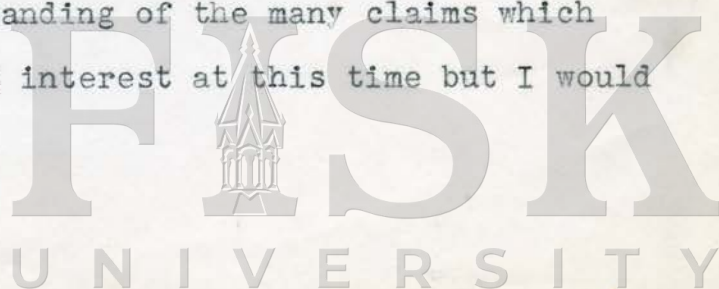 anding of the many claims which
interest at this time but I would
FISK
UNIVERSITY